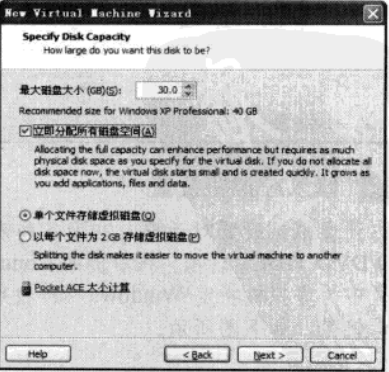 New Virtual Machine Wizard
Specify Disk Capacity
How large do you want this disk to be?
最大磁盘大小 (GB)(S): 30.0
Recommended size for Windows XP Professional: 40 GB
立即分配所有磁盘空间(A)
Allocating the full capacity can enhance performance but requires as much
physical disk space as you specify for the virtual disk. If you do not allocate all
disk space now, the virtual disk starts small and is created quickly. It grows as
you add applications, files and data.
单个文件存储虚拟磁盘(O)
以每个文件为 2 GB 存储虚拟磁盘(P)
Splitting the disk makes it easier to move the virtual machine to another
computer.
Pocket ACE 大小计算
Help < Back Next > Cancel